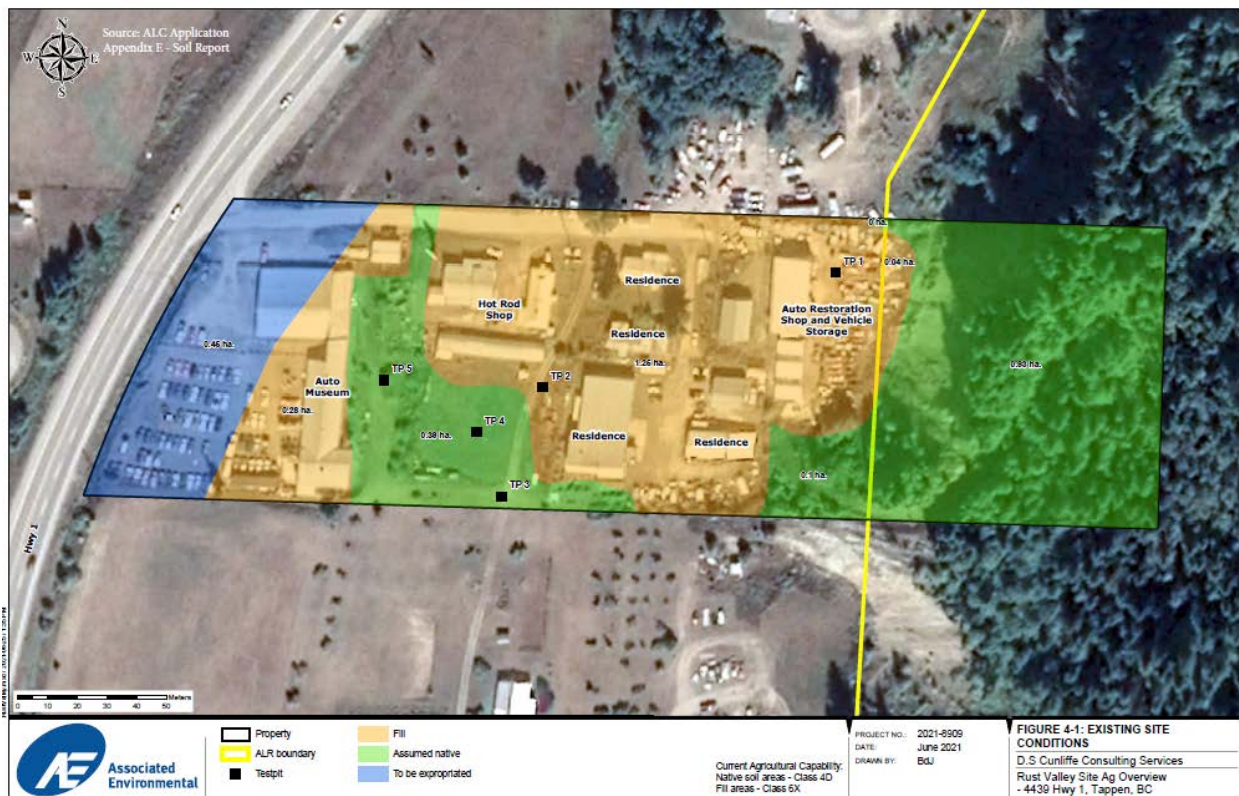 N
W E
S
Source: ALC Application
Appendix E - Soil Report
0 ha.
TP 1
0.04 ha.
Residence
Hot Rod
Shop
Auto Restoration
Shop and Vehicle
Storage
Residence
0.45 ha.
1.26 ha.
TP 5
TP 2
Auto
Museum
0.28 ha.
TP 4
0.38 ha.
Residence
Residence
0.1 ha.
TP 3
Hwy 1
0 10 20 30 40 50 Meters
AE Associated
Environmental
Property
ALR boundary
Testpit
Fill
Assumed native
To be expropriated
Current Agricultural Capability:
Native soil areas - Class 4D
Fill areas - Class 6X
PROJECT NO.: 2021-6909
DATE: June 2021
DRAWN BY: BdJ
FIGURE 4-1: EXISTING SITE
CONDITIONS
D.S Cunliffe Consulting Services
Rust Valley Site Ag Overview
- 4439 Hwy 1, Tappen, BC